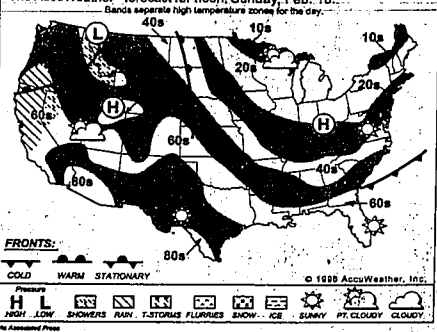 forecast for noon, Sunday, Feb. 18.
Bands separate high temperature zones for the day.
40s
10s
10s
L
20s
20s
H
60s
60s
H
40s
80s
60s
80s
FRONTS:
COLD WARM STATIONARY
© 1996 AccuWeather, Inc.
Pressure
H L
HIGH LOW SHOWERS RAIN T-STORMS FLURRIES SNOW ICE SUNNY PT. CLOUDY CLOUDY
Associated Press